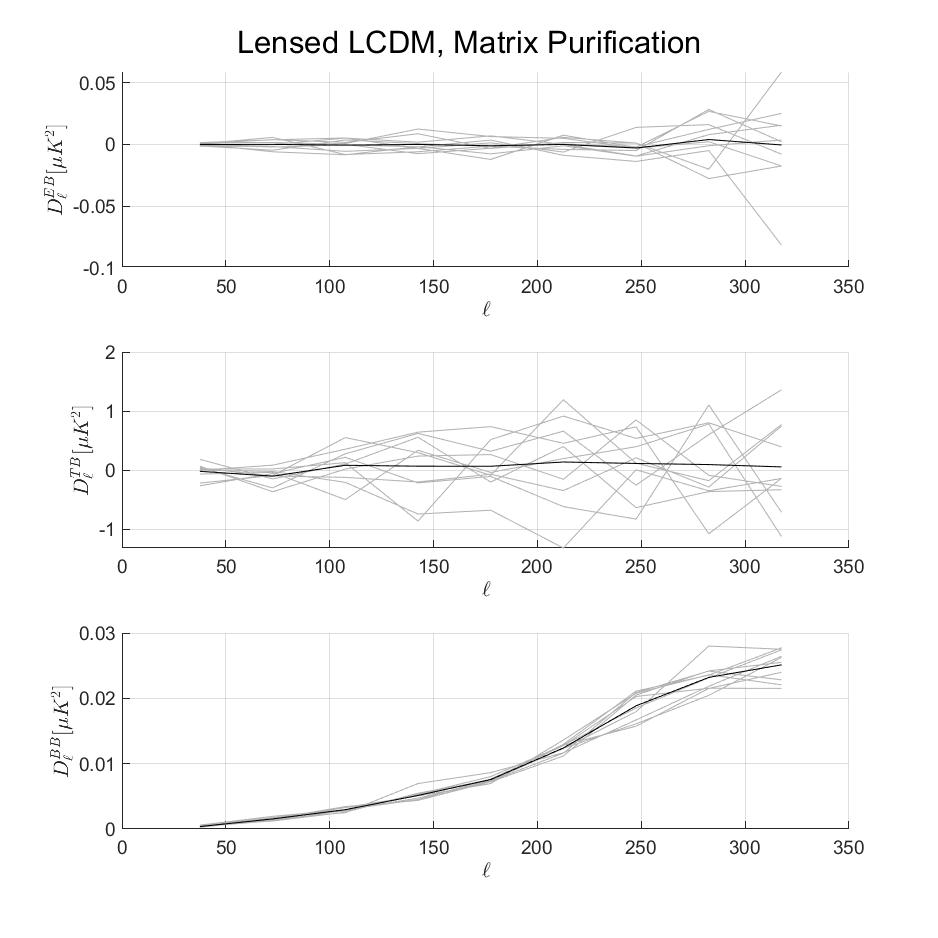 Lensed LCDM, Matrix Purification
0.05
0
-0.05
-0.1
D_ℓ^{EB}[μK^2]
0 50 100 150 200 250 300 350
ℓ
2
1
0
-1
D_ℓ^{TB}[μK^2]
0 50 100 150 200 250 300 350
ℓ
0.03
0.02
0.01
0
D_ℓ^{BB}[μK^2]
0 50 100 150 200 250 300 350
ℓ